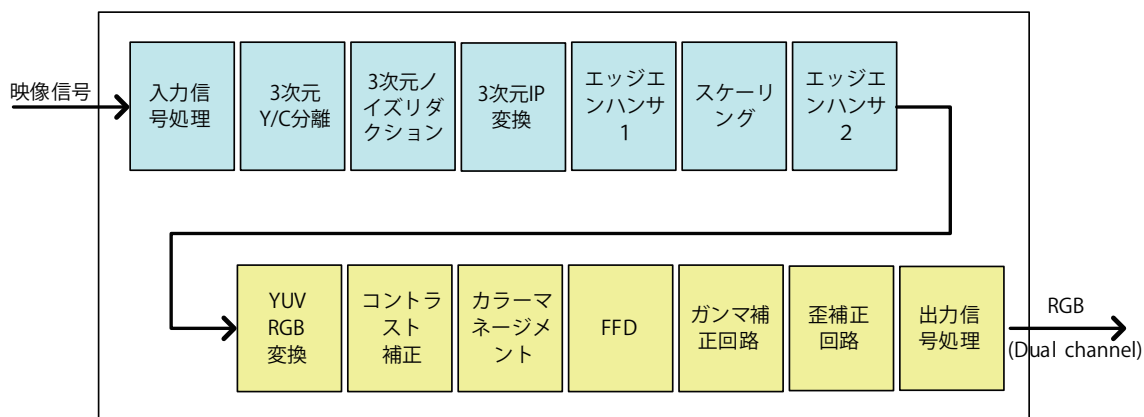 映像信号
入力信
号処理
3次元
Y/C分離
3次元ノ
イズリダ
クション
3次元IP
変換
エッジエ
ンハンサ
1
スケーリ
ング
エッジエ
ンハンサ
2
YUV
RGB
変換
コントラ
スト
補正
カラーマ
ネージメ
ント
FFD
ガンマ補
正回路
歪補正
回路
出力信
号処理
RGB
(Dual channel)